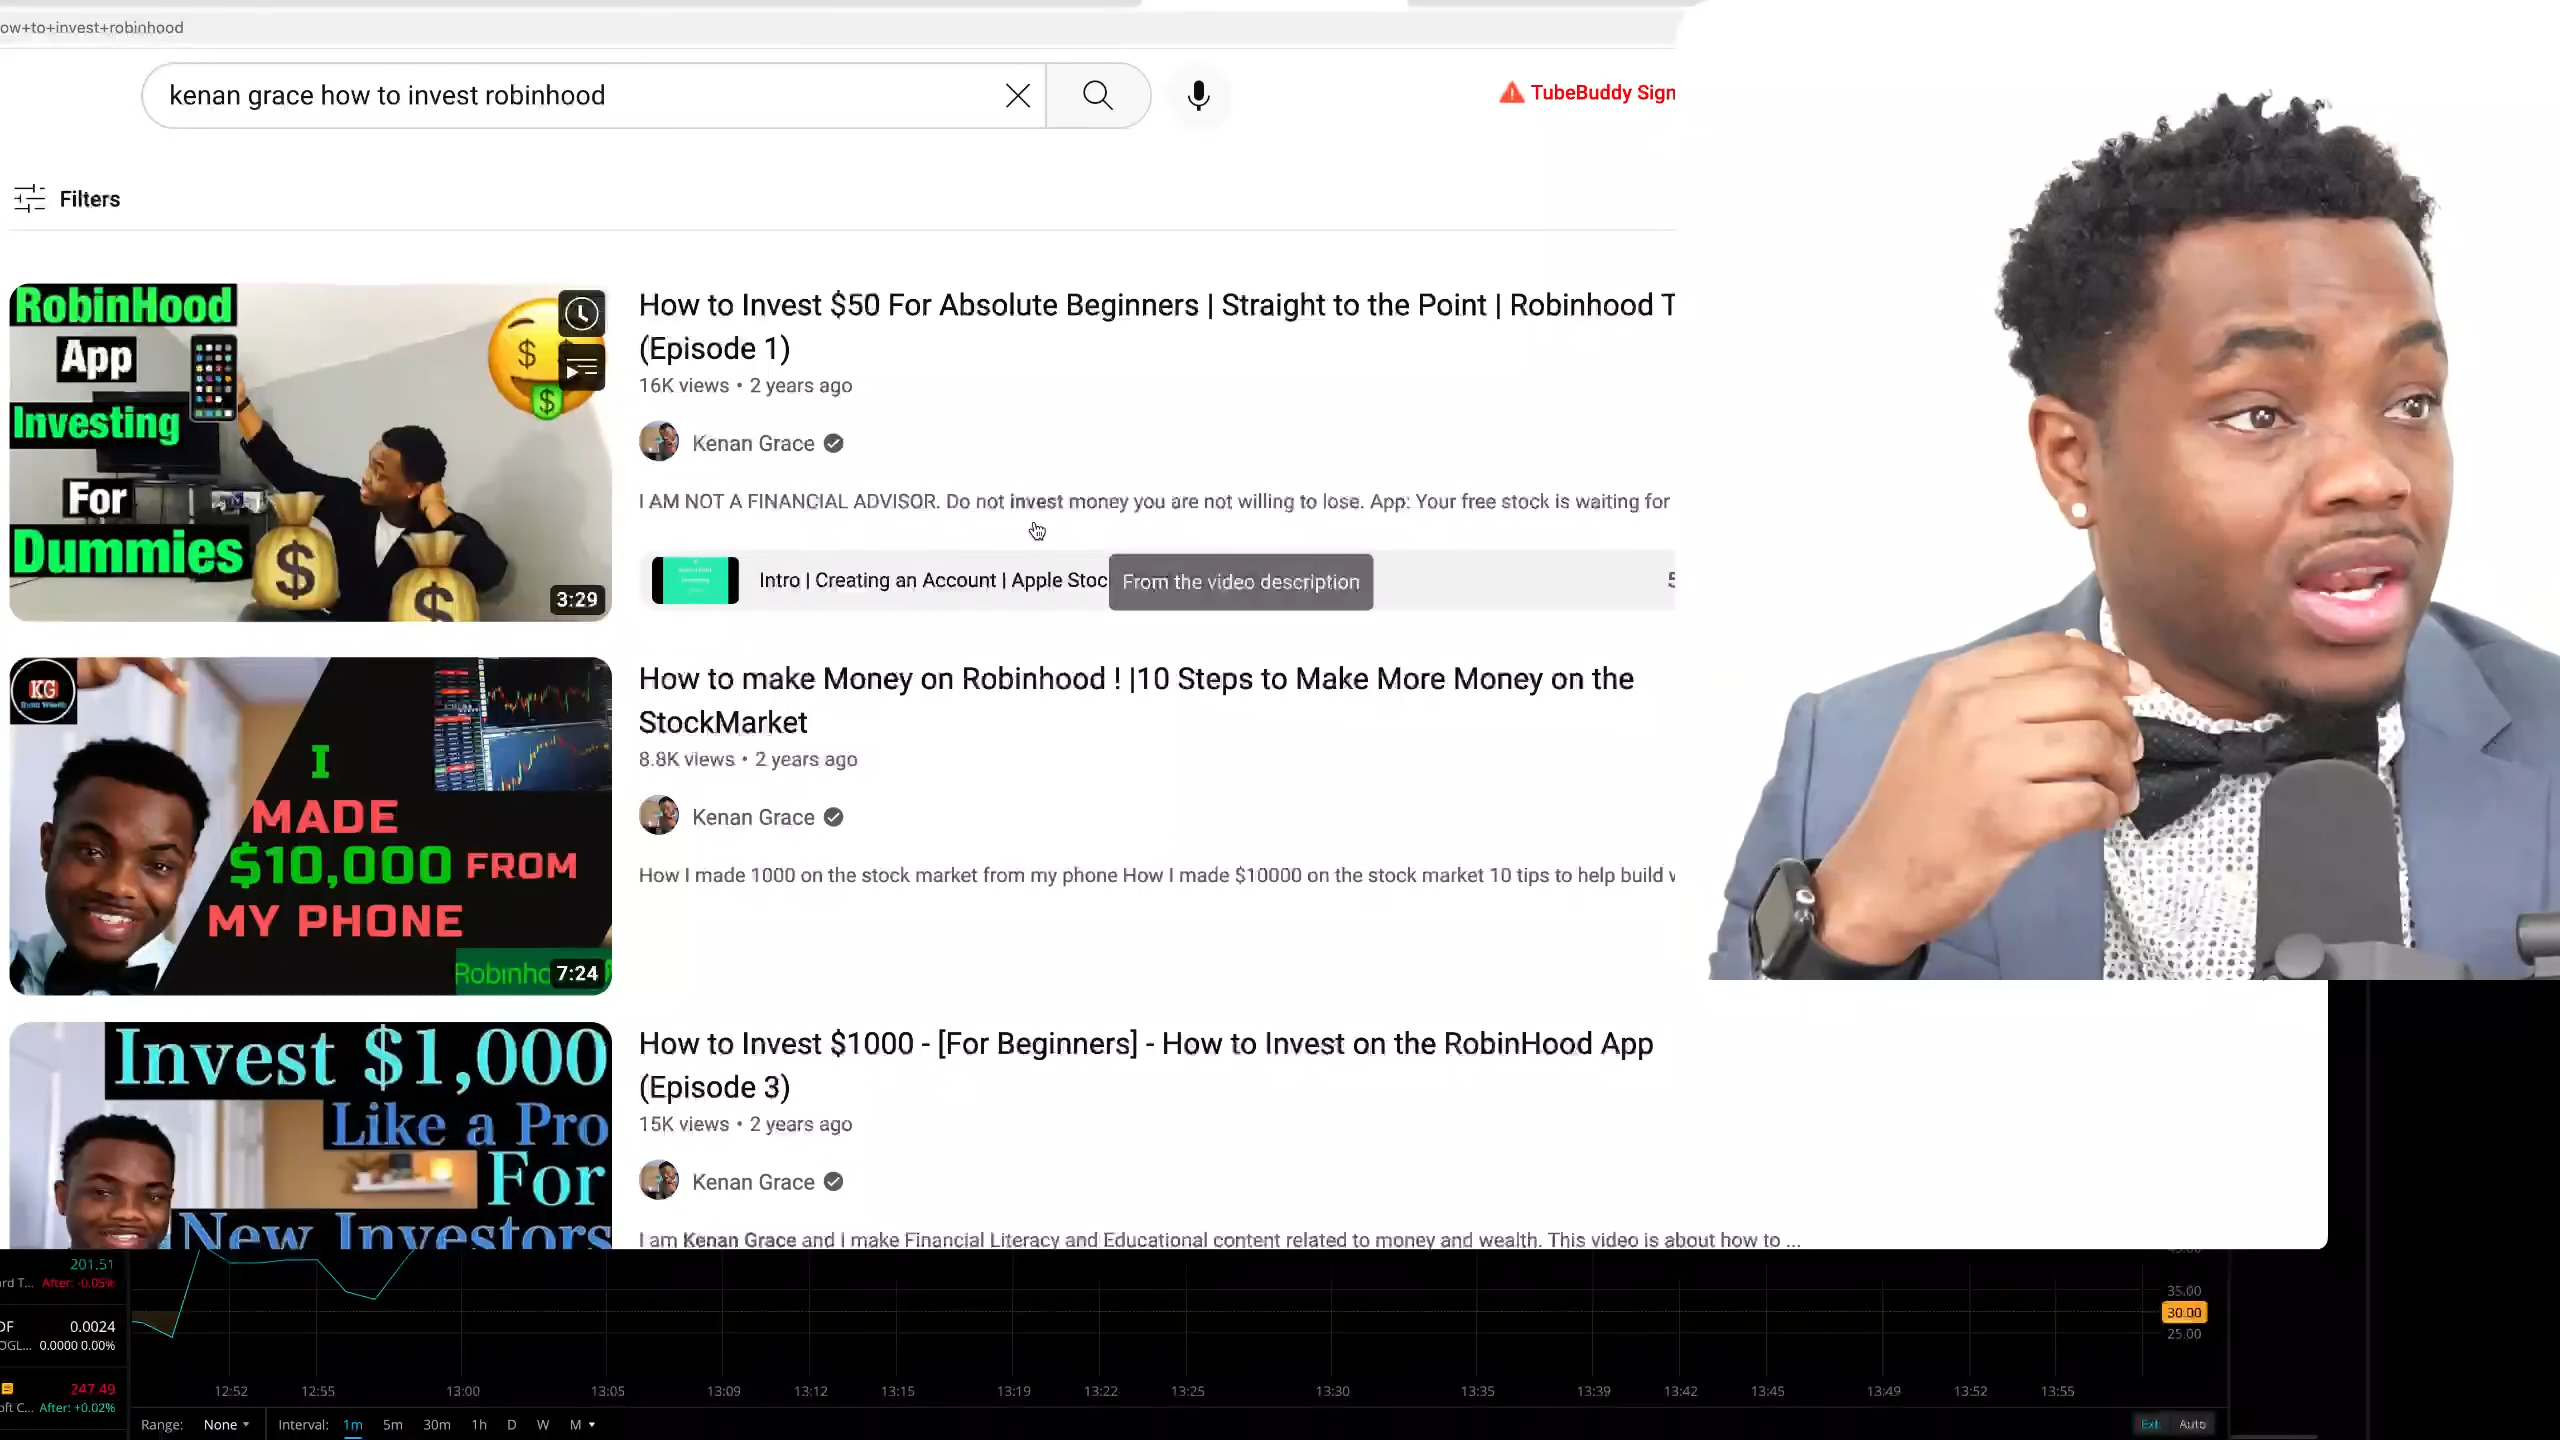 ow+to+invest+robinhood
kenan grace how to invest robinhood
TubeBuddy Sign
Filters
RobinHood
App
Investing
For
Dummies
$
$
$
$
3:29
How to Invest $50 For Absolute Beginners | Straight to the Point | Robinhood T
(Episode 1)
16K views • 2 years ago
Kenan Grace
I AM NOT A FINANCIAL ADVISOR. Do not invest money you are not willing to lose. App: Your free stock is waiting for
Intro | Creating an Account | Apple Stoc
From the video description
KG
I
MADE
$10,000 FROM
MY PHONE
Robinho
7:24
How to make Money on Robinhood ! |10 Steps to Make More Money on the
StockMarket
8.8K views • 2 years ago
Kenan Grace
How I made 1000 on the stock market from my phone How I made $10000 on the stock market 10 tips to help build
Invest $1,000
Like a Pro
For
New Investors
How to Invest $1000 - [For Beginners] - How to Invest on the RobinHood App
(Episode 3)
15K views • 2 years ago
Kenan Grace
I am Kenan Grace and I make Financial Literacy and Educational content related to money and wealth. This video is about how to ...
201.51
rd T... After: -0.05%
DF 0.0024
OGL... 0.0000 0.00%
247.49
oft C... After: +0.02%
35.00
30.00
25.00
12:52 12:55 13:00 13:05 13:09 13:12 13:15 13:19 13:22 13:25 13:30 13:35 13:39 13:42 13:45 13:49 13:52 13:55
Range: None Interval: 1m 5m 30m 1h D W M
Ext Auto